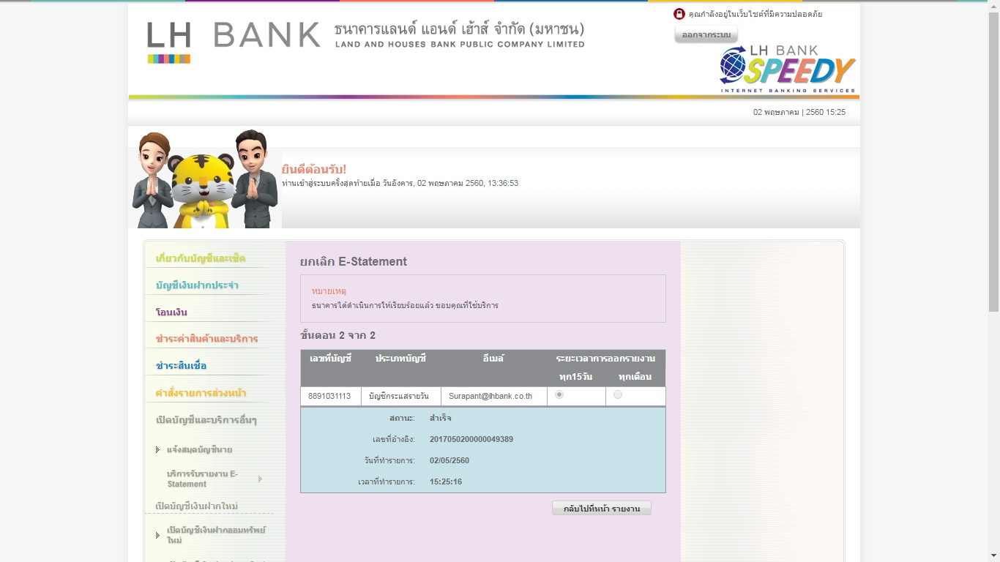 LH BANK ธนาคารแลนด์ แอนด์ เฮ้าส์ จำกัด (มหาชน)
LAND AND HOUSES BANK PUBLIC COMPANY LIMITED
คุณกำลังอยู่ในเว็บไซต์ที่มีความปลอดภัย
ออกจากระบบ
LH BANK
SPEEDY
INTERNET BANKING SERVICES
02 พฤษภาคม | 2560 15:25
ยินดีต้อนรับ!
ท่านเข้าสู่ระบบครั้งสุดท้ายเมื่อ วันอังคาร, 02 พฤษภาคม 2560, 13:36:53
เกี่ยวกับบัญชีและเช็ค
บัญชีเงินฝากประจำ
โอนเงิน
ชำระค่าสินค้าและบริการ
ชำระสินเชื่อ
คำสั่งรายการล่วงหน้า
เปิดบัญชีและบริการอื่นๆ
แจ้งสมุดบัญชีหาย
บริการรับรายงาน E-
Statement
เปิดบัญชีเงินฝากใหม่
เปิดบัญชีเงินฝากออมทรัพย์
ใหม่
ยกเลิก E-Statement
หมายเหตุ
ธนาคารได้ดำเนินการให้เรียบร้อยแล้ว ขอบคุณที่ใช้บริการ
ขั้นตอน 2 จาก 2
เลขที่บัญชี ประเภทบัญชี อีเมล์ ระยะเวลาการออกรายงาน
ทุก15วัน ทุกเดือน
8891031113 บัญชีกระแสรายวัน Surapant@lhbank.co.th
สถานะ: สำเร็จ
เลขที่อ้างอิง: 2017050200000049389
วันที่ทำรายการ: 02/05/2560
เวลาที่ทำรายการ: 15:25:16
กลับไปที่หน้า รายงาน